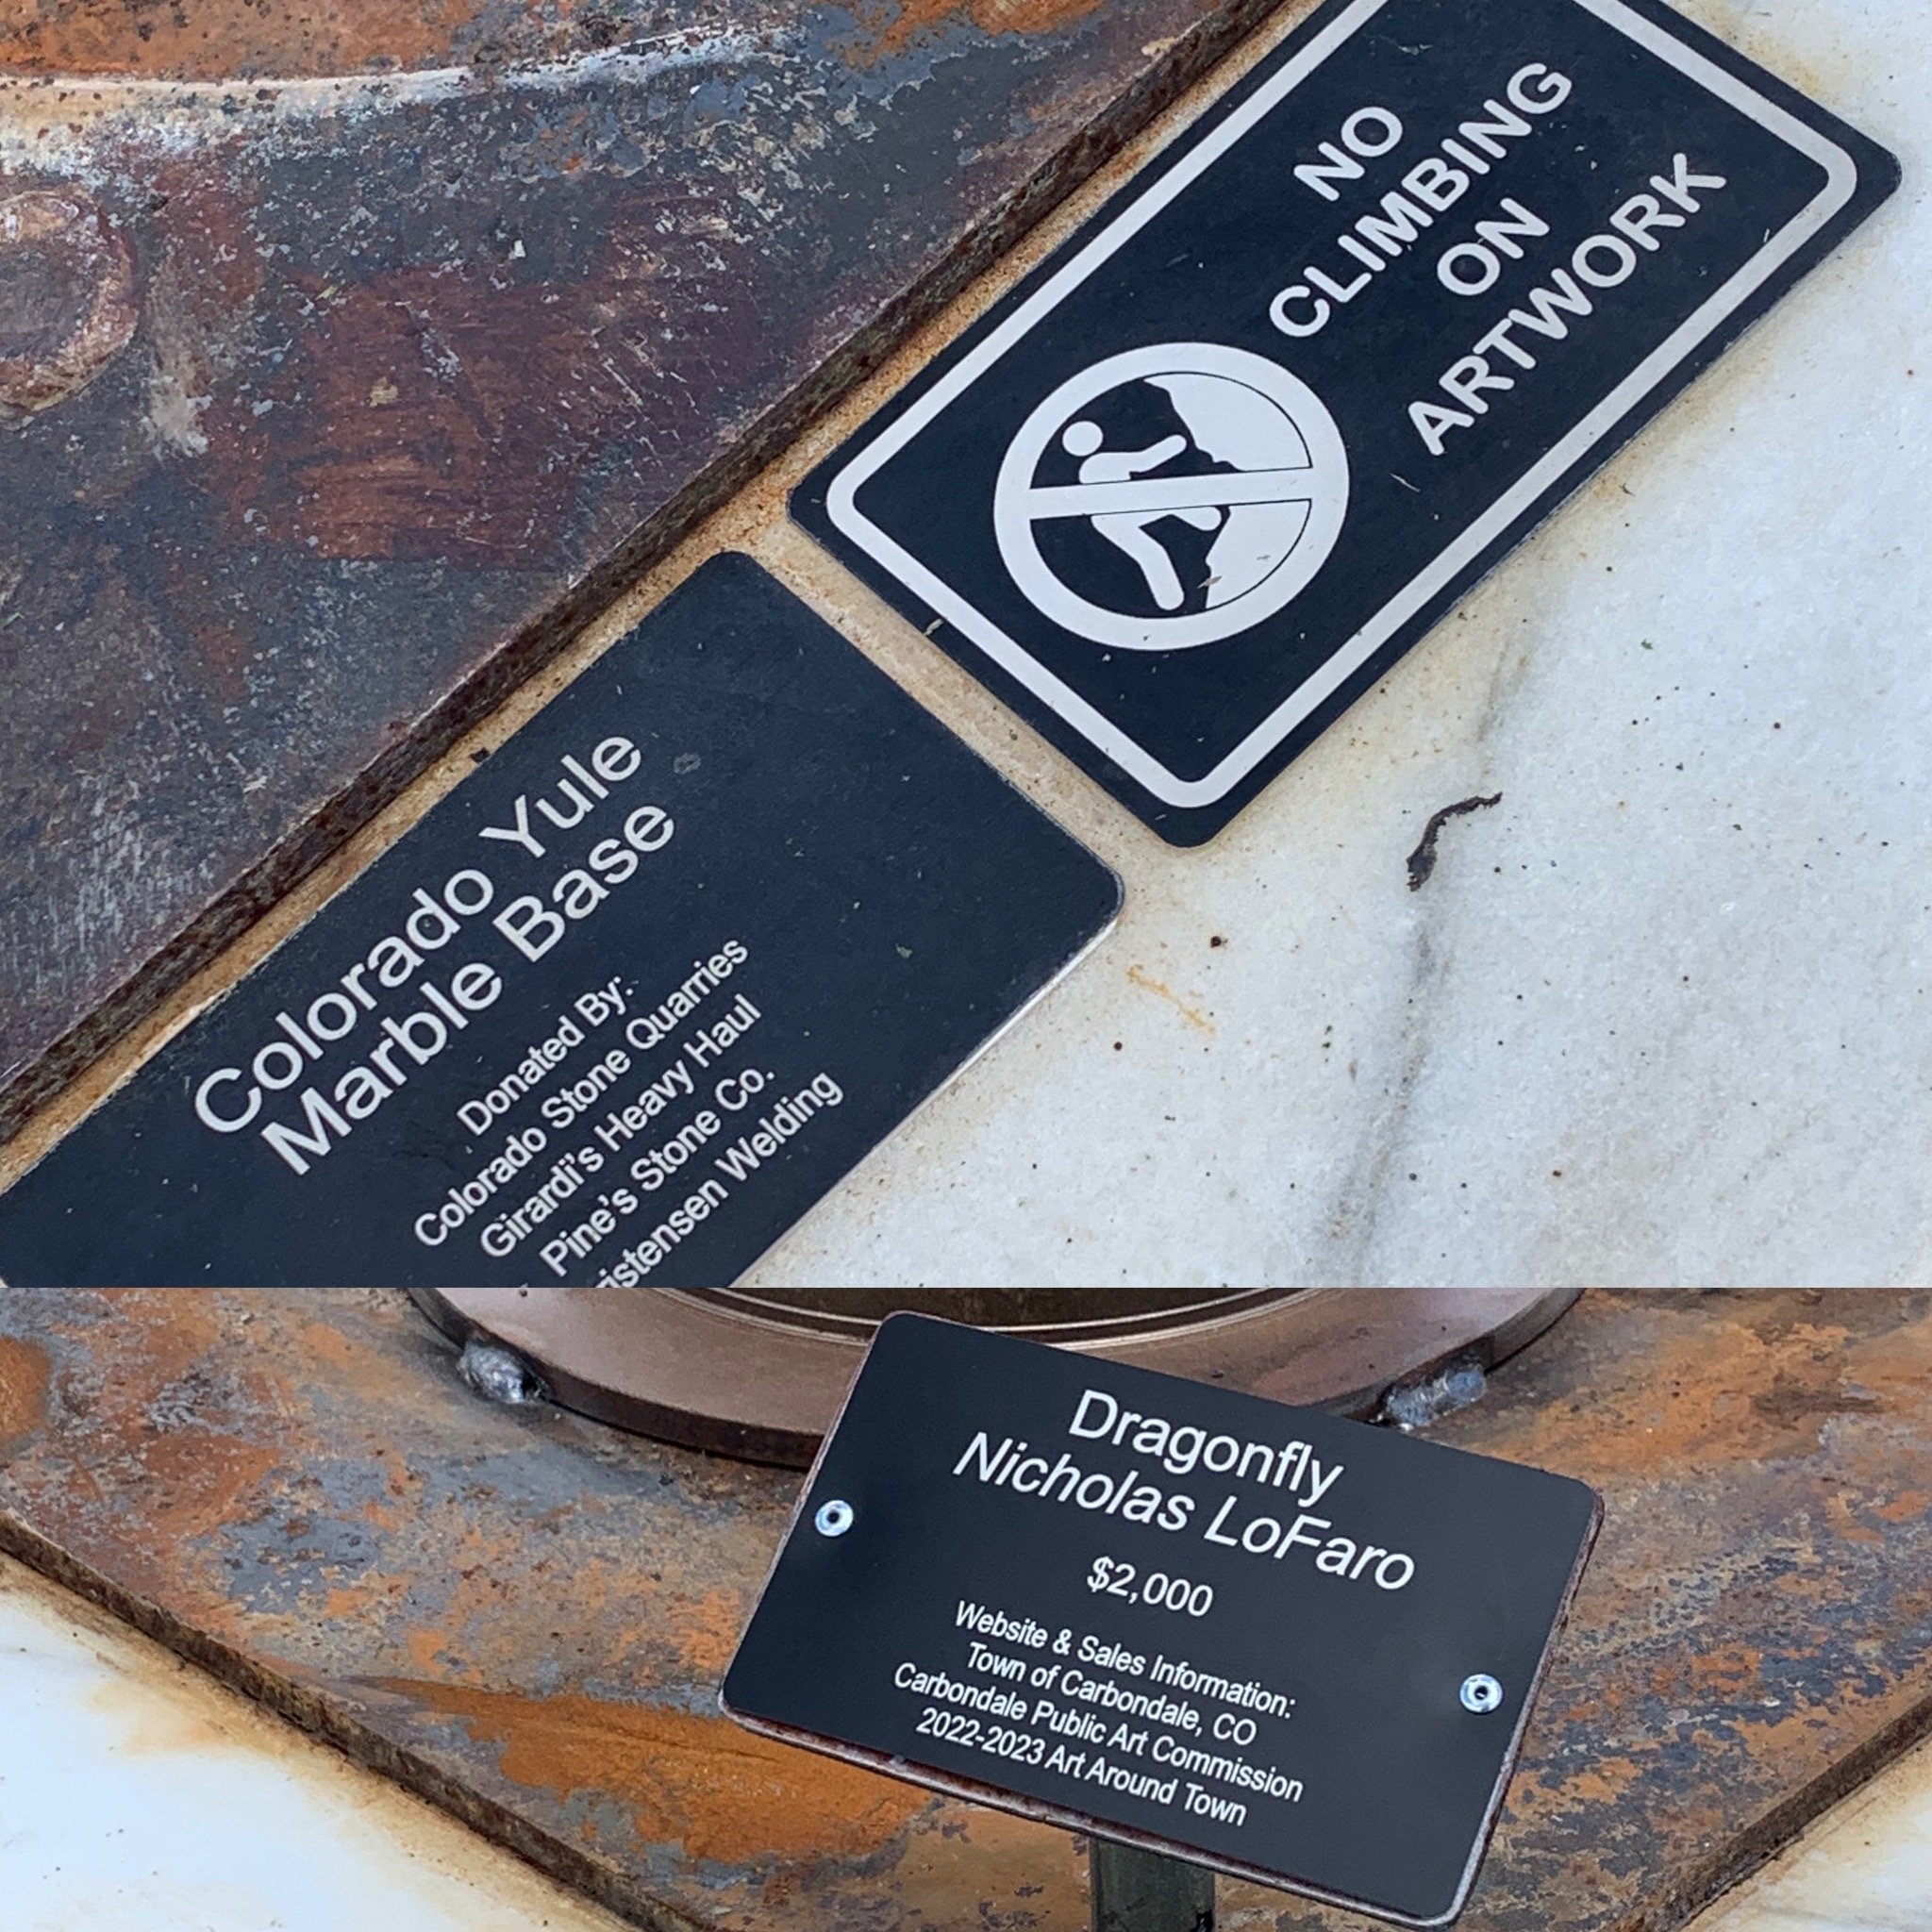 NO
CLIMBING
ON
ARTWORK
Colorado Yule
Marble Base
Donated By:
Colorado Stone Quarries
Girardi's Heavy Haul
Pine's Stone Co.
Welding
Dragonfly
Nicholas LoFaro
$2,000
Website & Sales Information:
Town of Carbondale, CO
Carbondale Public Art Commission
2022-2023 Art Around Town